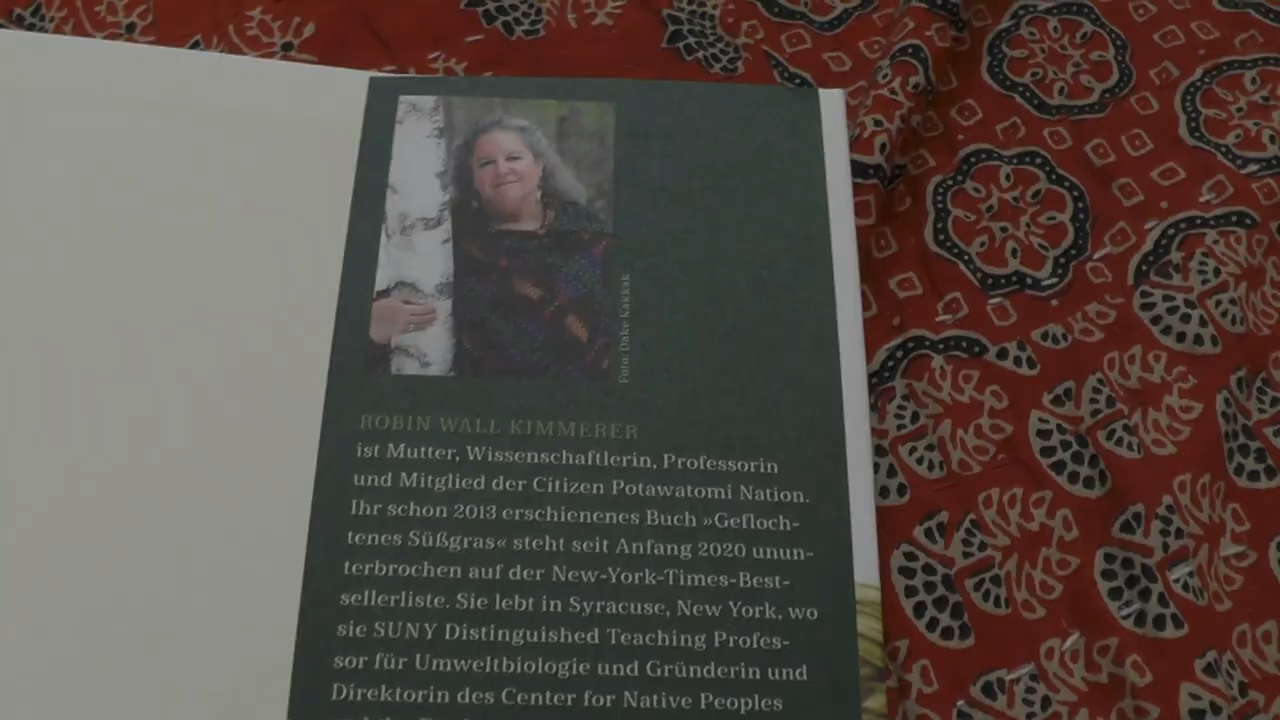 Foto: Dake Kakkak
ROBIN WALL KIMMERER
ist Mutter, Wissenschaftlerin, Professorin
und Mitglied der Citizen Potawatomi Nation.
Ihr schon 2013 erschienenes Buch »Gefloch-
tenes Süßgras« steht seit Anfang 2020 unun-
terbrochen auf der New-York-Times-Best-
sellerliste. Sie lebt in Syracuse, New York, wo
sie SUNY Distinguished Teaching Profes-
sor für Umweltbiologie und Gründerin und
Direktorin des Center for Native Peoples